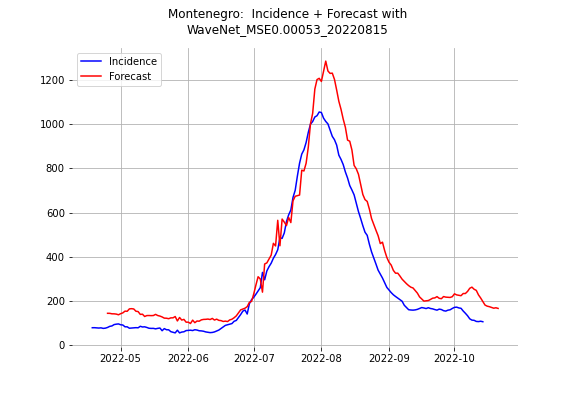 Montenegro:  Incidence + Forecast with
WaveNet_MSE0.00053_20220815
Incidence
Forecast
1200
1000
800
600
400
200
0
2022-05 2022-06 2022-07 2022-08 2022-09 2022-10